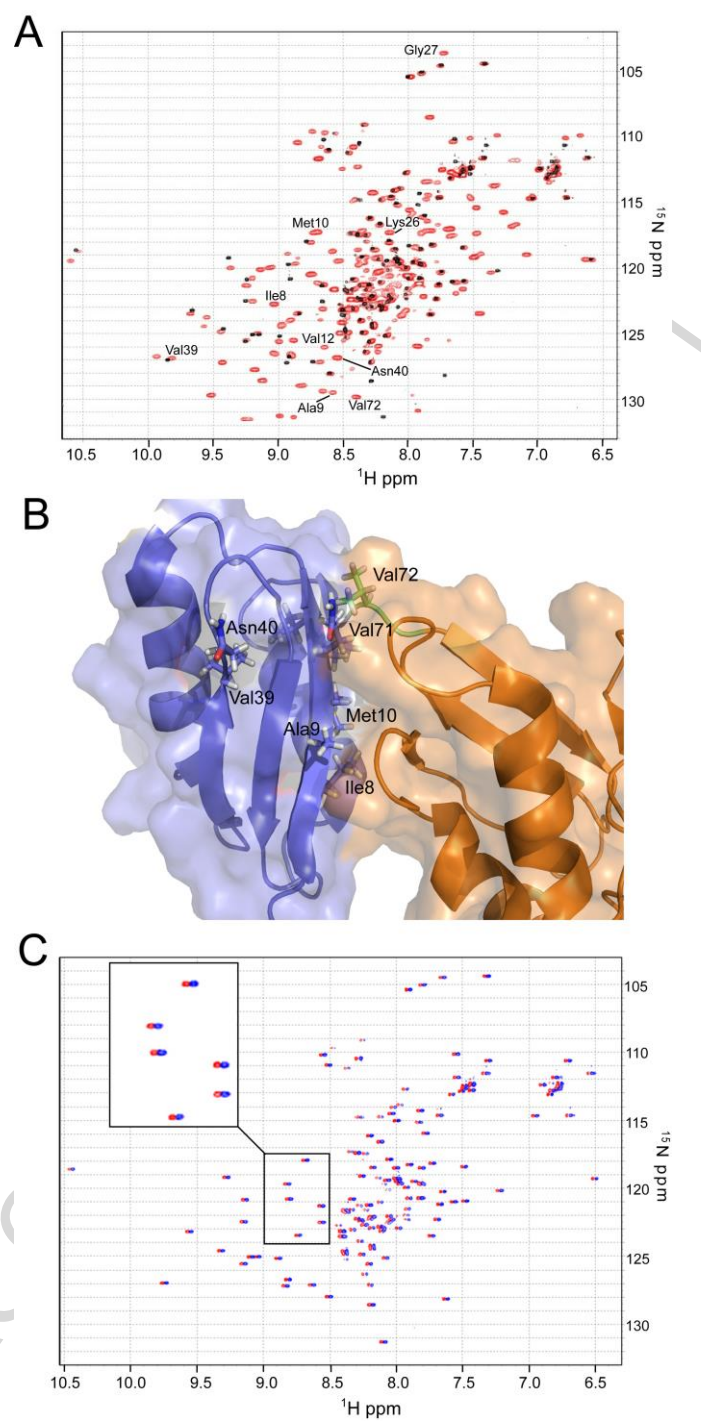 A
Gly27
105
110
115
Met10
Lys26
120
Ile8
Val12
125
Val39
Asn40
Ala9
Val72
130
15N ppm
10.5 10.0 9.5 9.0 8.5 8.0 7.5 7.0 6.5
1H ppm
B
Val72
Asn40
Val71
Val39
Met10
Ala9
Ile8
C
105
110
115
120
125
130
15N ppm
10.5 10.0 9.5 9.0 8.5 8.0 7.5 7.0 6.5
1H ppm